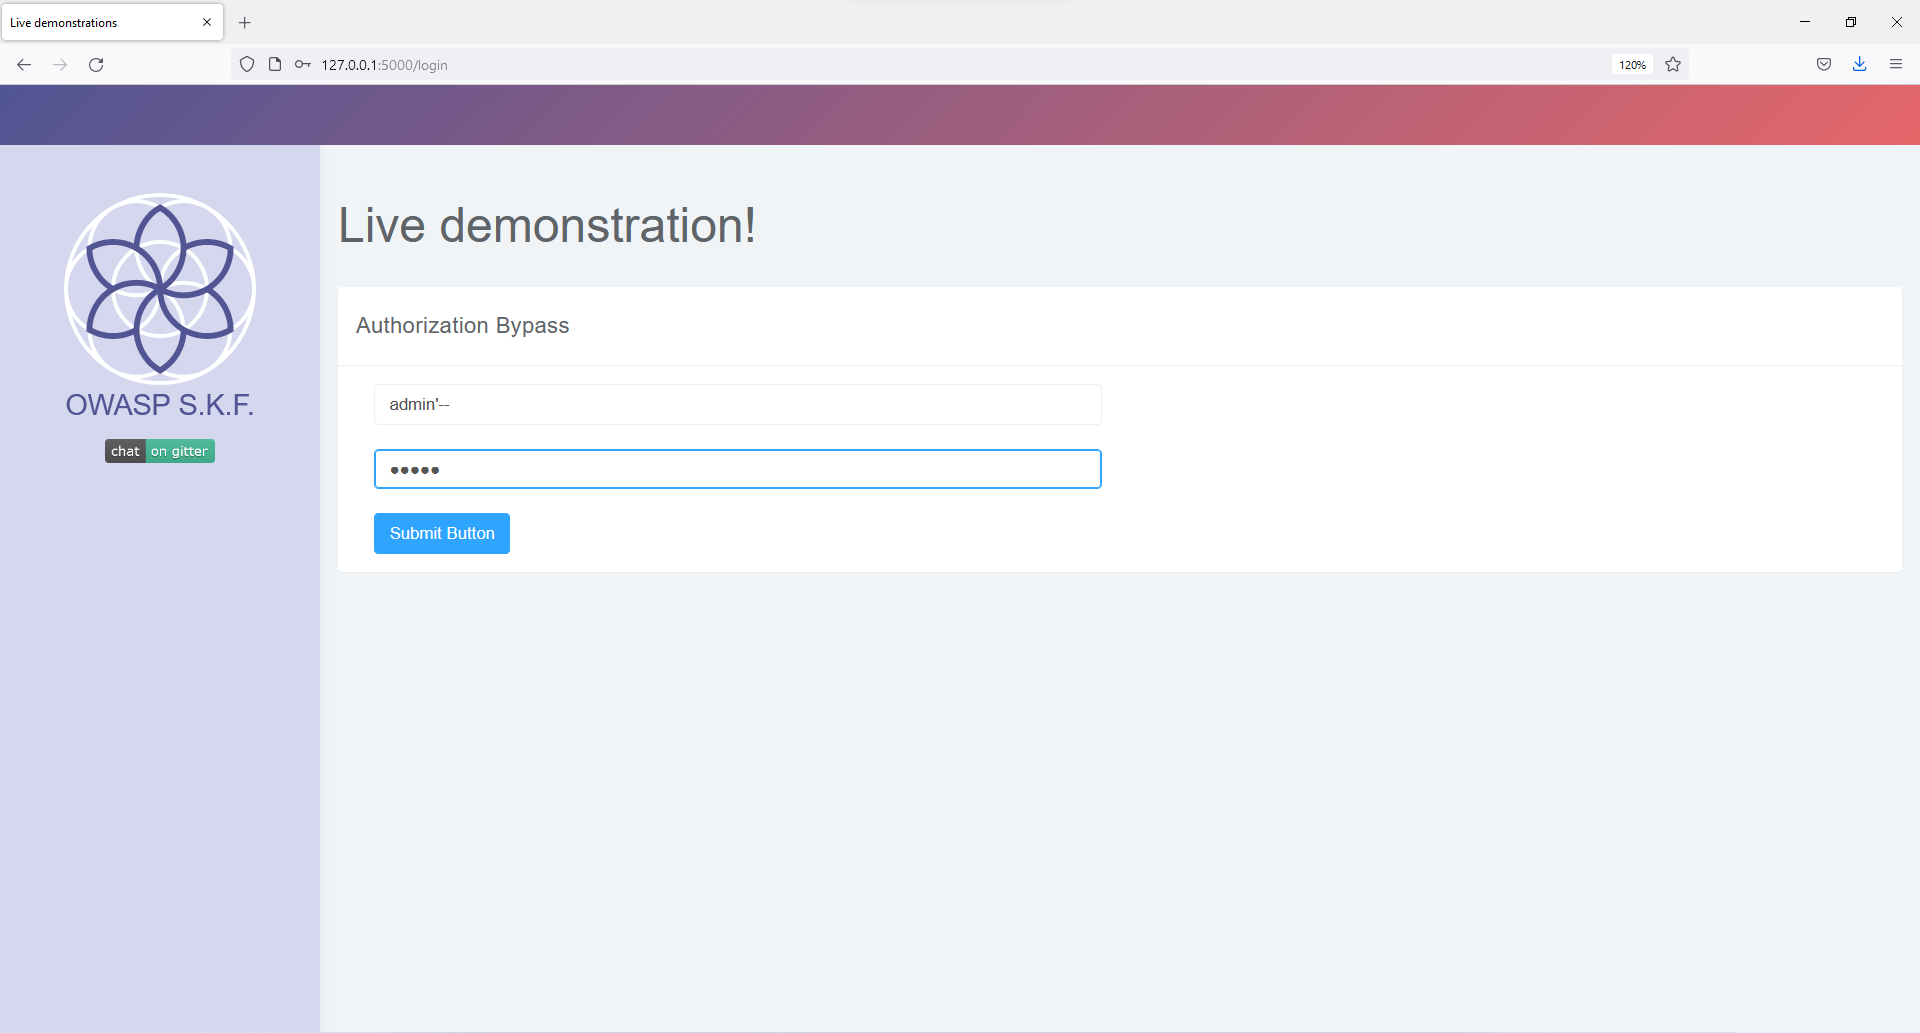 Live demonstrations
127.0.0.1:5000/login
120%
Live demonstration!
Authorization Bypass
admin'--
•••••
Submit Button
OWASP S.K.F.
chat on gitter